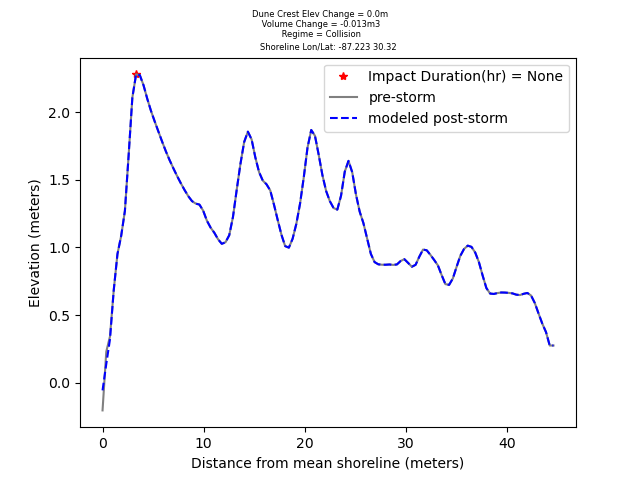 Dune Crest Elev Change = 0.0m
Volume Change = -0.013m3
Regime = Collision
Shoreline Lon/Lat: -87.223 30.32
Impact Duration(hr) = None
pre-storm
modeled post-storm
Elevation (meters)
2.0
1.5
1.0
0.5
0.0
0 10 20 30 40
Distance from mean shoreline (meters)